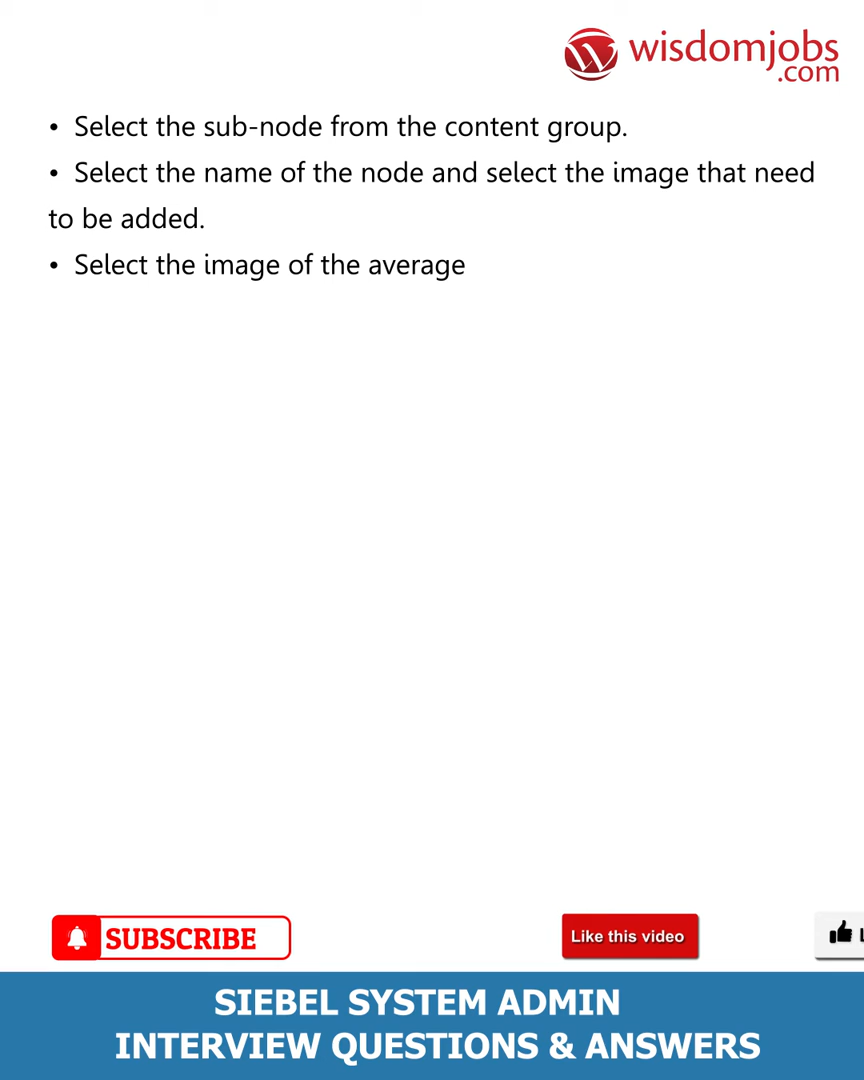 wisdomjobs
.com
• Select the sub-node from the content group.
• Select the name of the node and select the image that need
to be added.
• Select the image of the average
SUBSCRIBE
Like this video
SIEBEL SYSTEM ADMIN
INTERVIEW QUESTIONS & ANSWERS